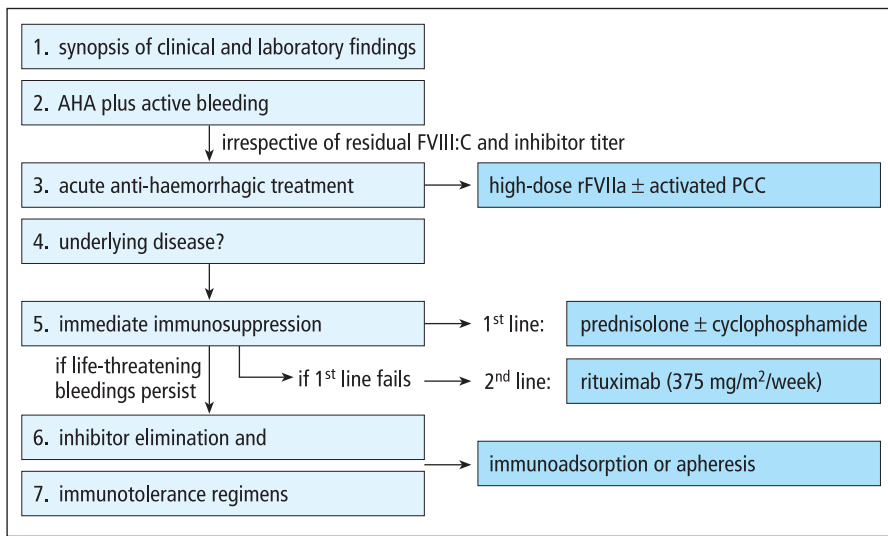 1. synopsis of clinical and laboratory findings
2. AHA plus active bleeding
irrespective of residual FVIII:C and inhibitor titer
3. acute anti-haemorrhagic treatment
high-dose rFVIIa ± activated PCC
4. underlying disease?
5. immediate immunosuppression
1st line:
prednisolone ± cyclophosphamide
if life-threatening
bleedings persist
if 1st line fails
2nd line:
rituximab (375 mg/m²/week)
6. inhibitor elimination and
immunoadsorption or apheresis
7. immunotolerance regimens